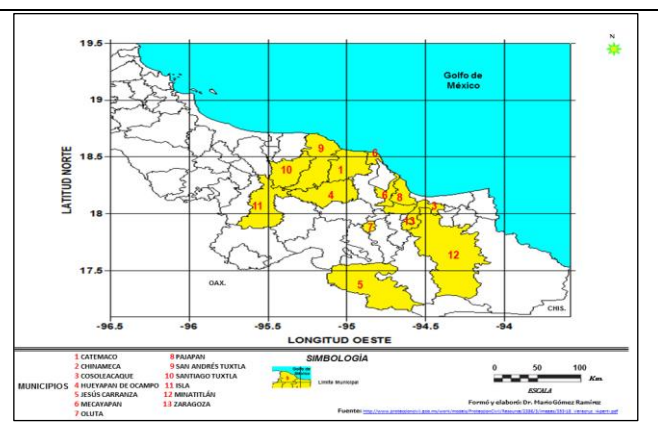 N
19.5
19
18.5
18
17.5
LATITUD NORTE
Golfo de
México
9
6
10
1
4
6
8
3
11
7
13
12
5
OAX.
CHIS.
-96.5
-96
-95.5
-95
-94.5
-94
LONGITUD OESTE
MUNICIPIOS
1 CATEMACO
2 CHINAMECA
3 COSOLEACAQUE
4 HUEYAPAN DE OCAMPO
5 JESÚS CARRANZA
6 MECAYAPAN
7 OLUTA
8 PAJAPAN
9 SAN ANDRÉS TUXTLA
10 SANTIAGO TUXTLA
11 ISLA
12 MINATITLÁN
13 ZARAGOZA
SIMBOLOGÍA
Límite Municipal
0 50 100
Km.
ESCALA
Formó y elaboró: Dr. Mario Gómez Ramírez
Fuente: